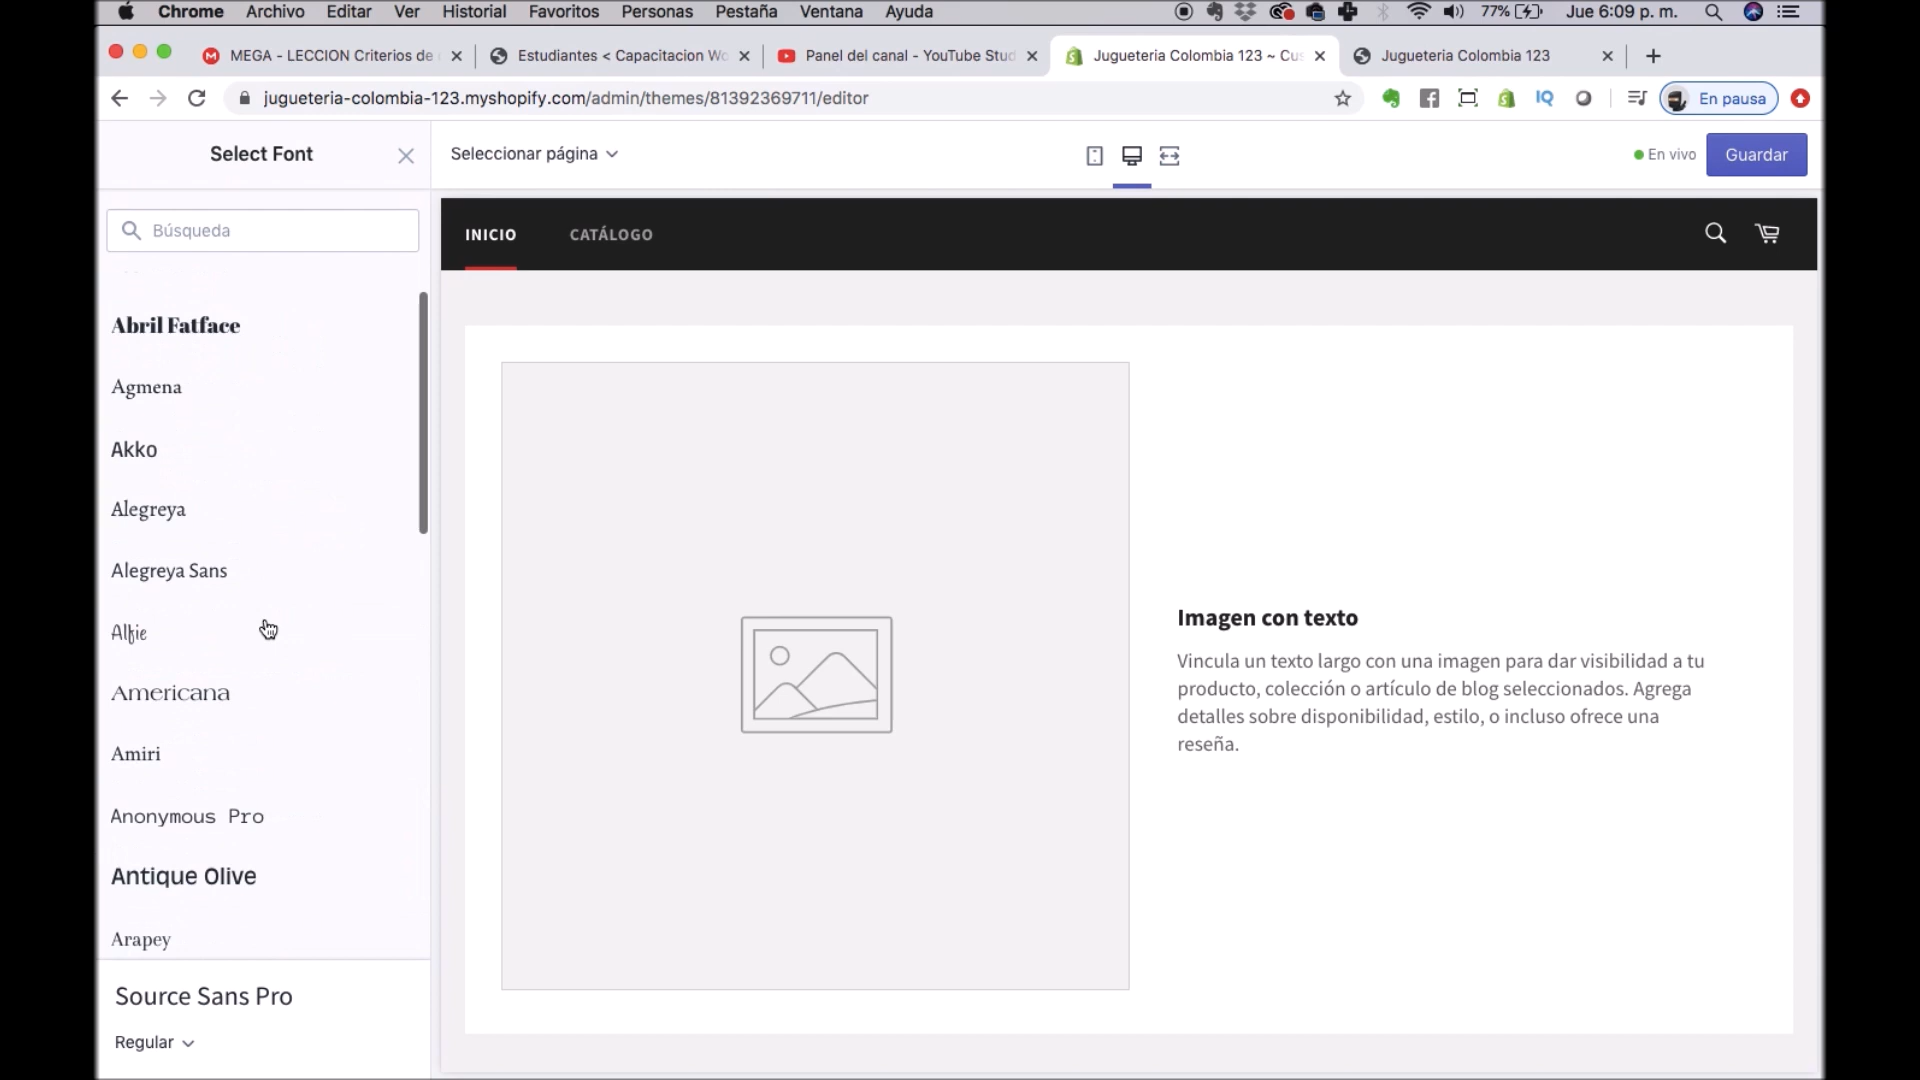 Chrome Archivo Editar Ver Historial Favoritos Personas Pestaña Ventana Ayuda 77% Jue 6:09 p. m.
MEGA - LECCION Criterios de Estudiantes < Capacitacion Wo Panel del canal - YouTube Stud Jugueteria Colombia 123 ~ Cus Jugueteria Colombia 123
jugueteria-colombia-123.myshopify.com/admin/themes/81392369711/editor IQ En pausa
Select Font Seleccionar página En vivo Guardar
Búsqueda
INICIO CATÁLOGO
Abril Fatface
Agmena
Akko
Alegreya
Alegreya Sans
Alfie
Americana
Amiri
Anonymous Pro
Antique Olive
Arapey
Source Sans Pro
Regular
Imagen con texto
Vincula un texto largo con una imagen para dar visibilidad a tu
producto, colección o artículo de blog seleccionados. Agrega
detalles sobre disponibilidad, estilo, o incluso ofrece una
reseña.